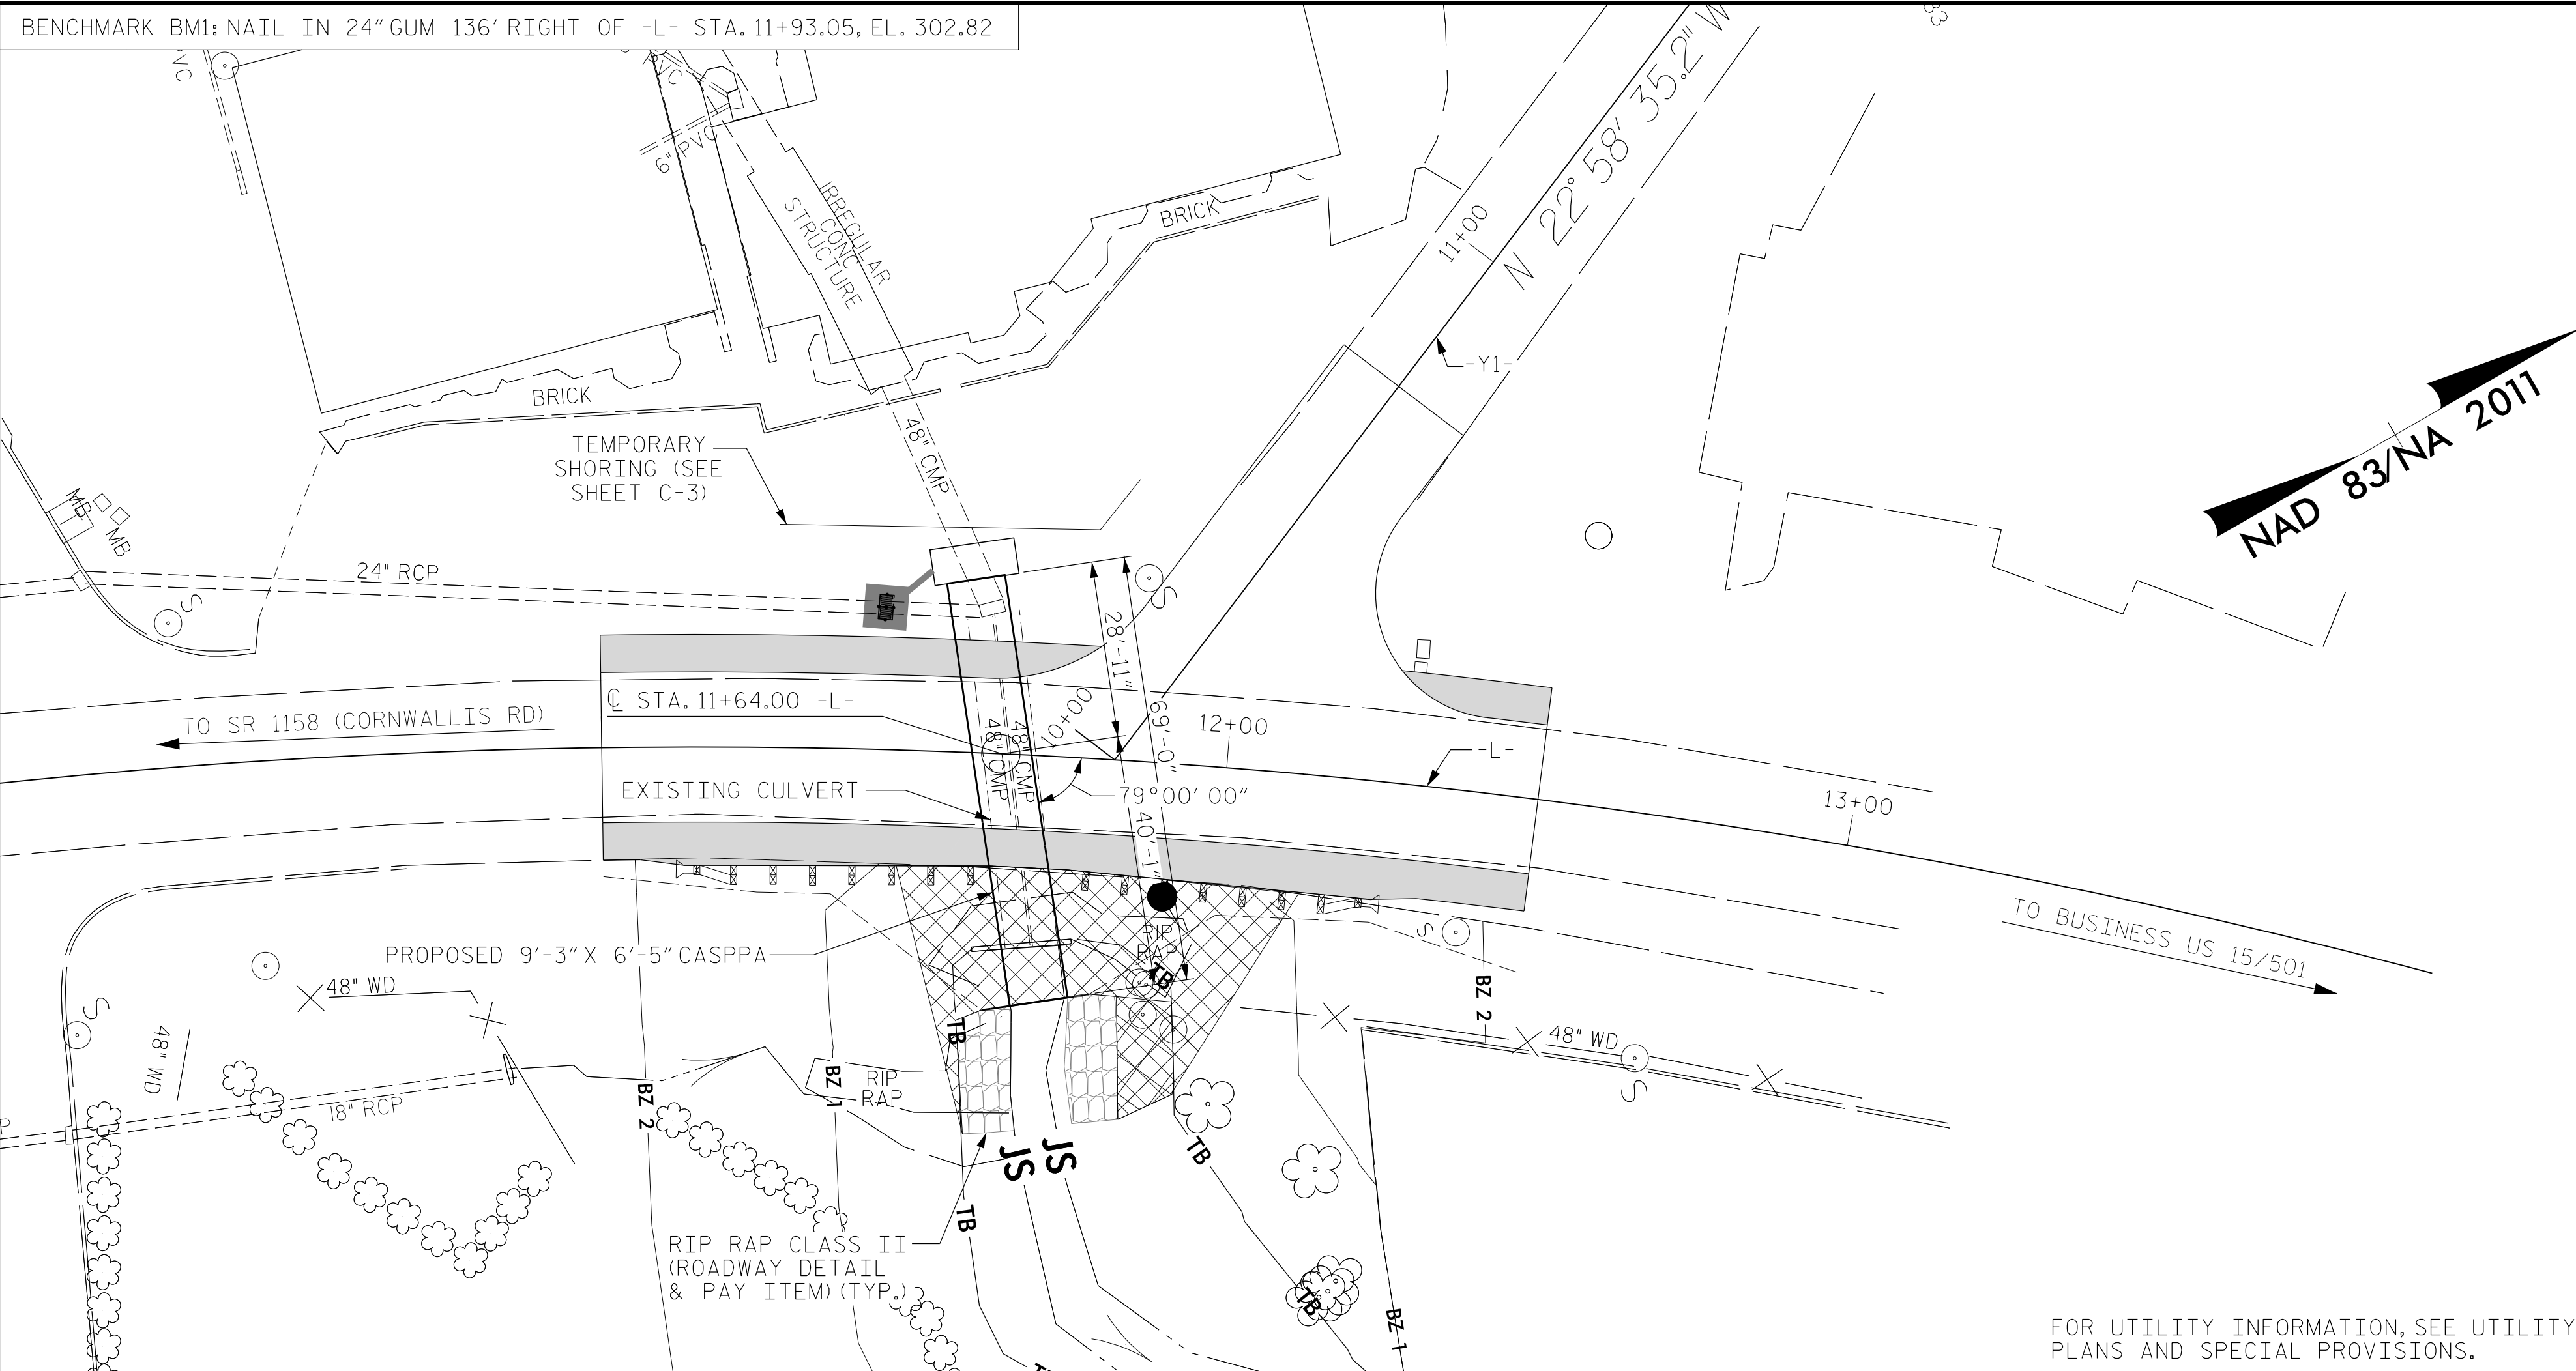 BENCHMARK BM1: NAIL IN 24" GUM 136' RIGHT OF -L- STA. 11+93.05, EL. 302.82
PVC
PVC
6" PVC
IRREGULAR
CONC
STRUCTURE
BRICK
BRICK
11+00
N 22° 58' 35.2" W
83
-Y1-
NAD 83/NA 2011
TEMPORARY
SHORING (SEE
SHEET C-3)
48" CMP
MB
MB
24" RCP
S
S
28'-11"
69'-0"
40'-1"
10+00
12+00
13+00
℄ STA. 11+64.00 -L-
TO SR 1158 (CORNWALLIS RD)
48" CMP
48" CMP
-L-
EXISTING CULVERT
79°00'00"
TO BUSINESS US 15/501
PROPOSED 9'-3" X 6'-5" CASPPA
RIP
RAP
TB
S
BZ 2
48" WD
48" WD
S
48" WD
S
TB
BZ 2
BZ 1
RIP
RAP
18" RCP
P
JS
JS
TB
TB
TB
BZ 1
RIP RAP CLASS II
(ROADWAY DETAIL
& PAY ITEM) (TYP.)
FOR UTILITY INFORMATION, SEE UTILITY
PLANS AND SPECIAL PROVISIONS.